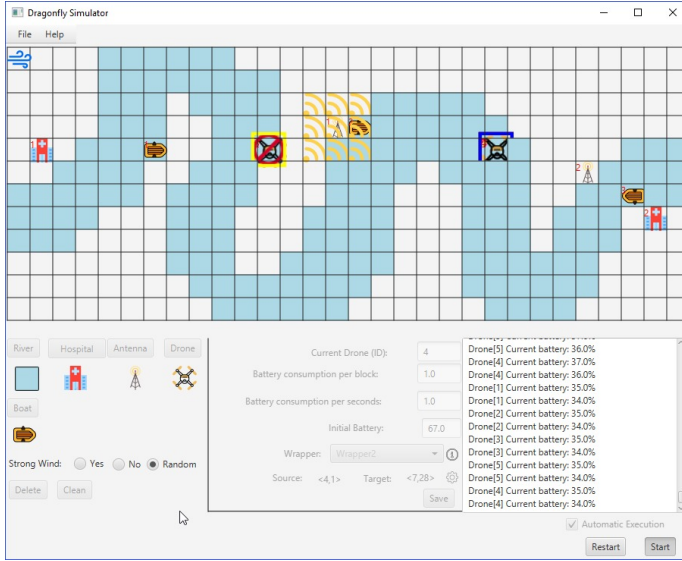 Dragonfly Simulator
File Help
1
1
2
3
2
River Hospital Antenna Drone
Boat
Strong Wind: Yes No Random
Delete Clean
Current Drone (ID): 4
Battery consumption per block: 1.0
Battery consumption per seconds: 1.0
Initial Battery: 67.0
Wrapper: Wrapper2
Source: <4,1> Target: <7,28>
Save
Drone[5] Current battery: 36.0%
Drone[4] Current battery: 37.0%
Drone[4] Current battery: 36.0%
Drone[1] Current battery: 35.0%
Drone[1] Current battery: 34.0%
Drone[2] Current battery: 35.0%
Drone[2] Current battery: 34.0%
Drone[3] Current battery: 35.0%
Drone[3] Current battery: 34.0%
Drone[5] Current battery: 35.0%
Drone[5] Current battery: 34.0%
Drone[4] Current battery: 35.0%
Drone[4] Current battery: 34.0%
Automatic Execution
Restart Start